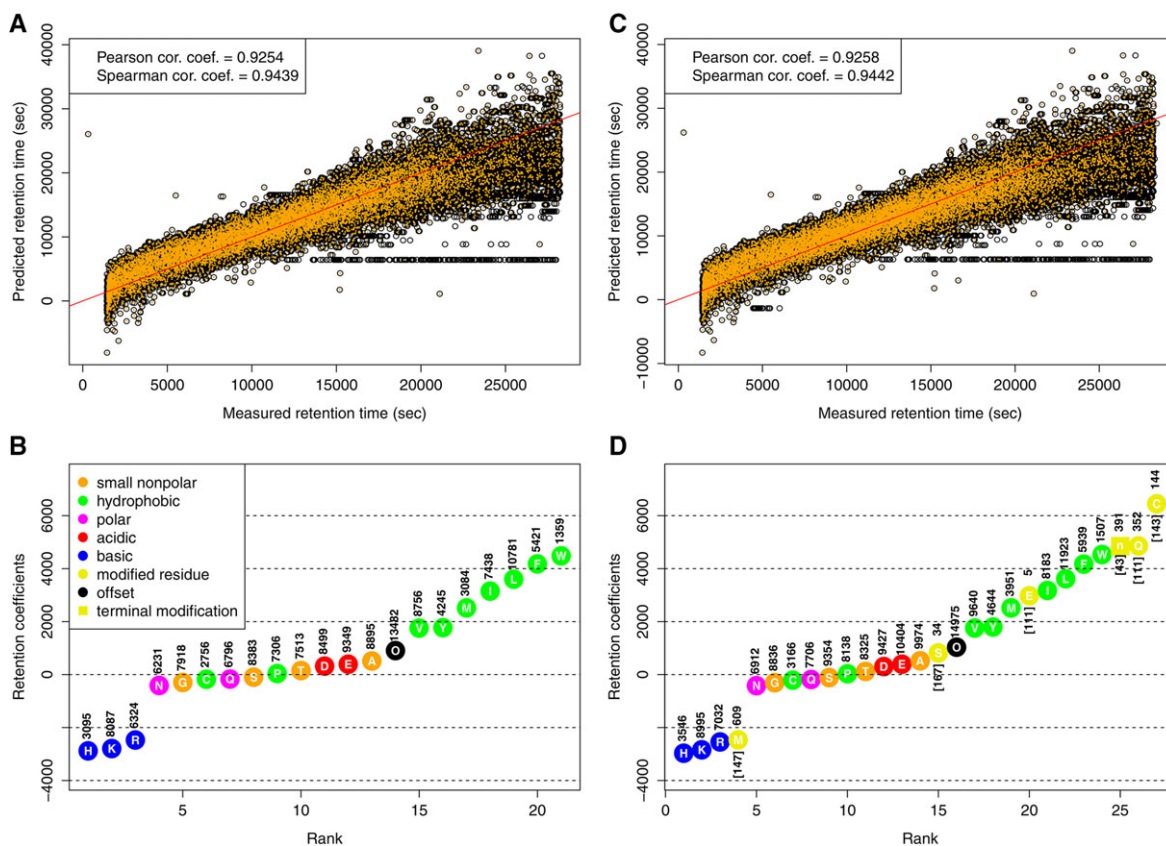 A
Pearson cor. coef. = 0.9254
Spearman cor. coef. = 0.9439
Predicted retention time (sec)
40000
30000
20000
10000
0
0 5000 10000 15000 20000 25000
Measured retention time (sec)
C
Pearson cor. coef. = 0.9258
Spearman cor. coef. = 0.9442
Predicted retention time (sec)
40000
30000
20000
10000
0
−10000
0 5000 10000 15000 20000 25000
Measured retention time (sec)
B
small nonpolar
hydrophobic
polar
acidic
basic
modified residue
offset
terminal modification
Retention coefficients
6000
4000
2000
0
−2000
−4000
3095 8087 6324 6231 7918 2756 6796 8383 7306 7513 8499 9349 8895 13482 8756 4245 3084 7438 10781 5421 1359
H K R N G C Q S P T D E A O V Y M I L F W
5 10 15 20
Rank
D
Retention coefficients
6000
4000
2000
0
−2000
−4000
3546 8995 7032 609 6912 8836 3166 7706 9354 8138 8325 9427 10404 9974 34 14975 9640 4644 3951 5 8183 11923 5939 1507 391 352 144
H K R M N G C Q S P T D E A S O V Y M E I L F W n Q C
[147] [167] [111] [43] [111] [143]
0 5 10 15 20 25
Rank